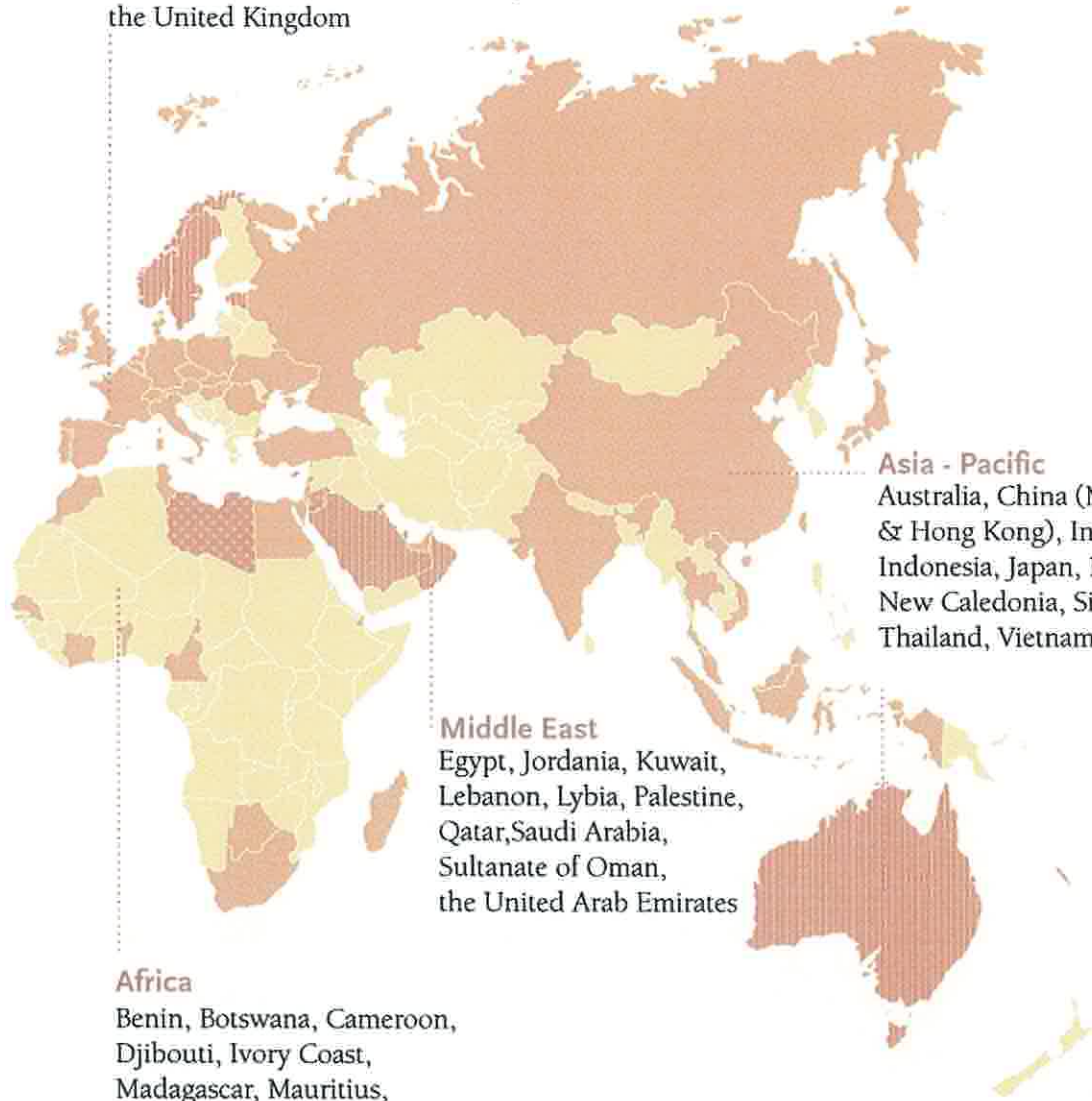 the United Kingdom
Asia - Pacific
Australia, China
& Hong Kong)
Indonesia, Japan,
New Caledonia,
Thailand, Vietnam
Middle East
Egypt, Jordania, Kuwait,
Lebanon, Lybia, Palestine,
Qatar,Saudi Arabia,
Sultanate of Oman,
the United Arab Emirates
Africa
Benin, Botswana, Cameroon,
Djibouti, Ivory Coast,
Madagascar, Mauritius,